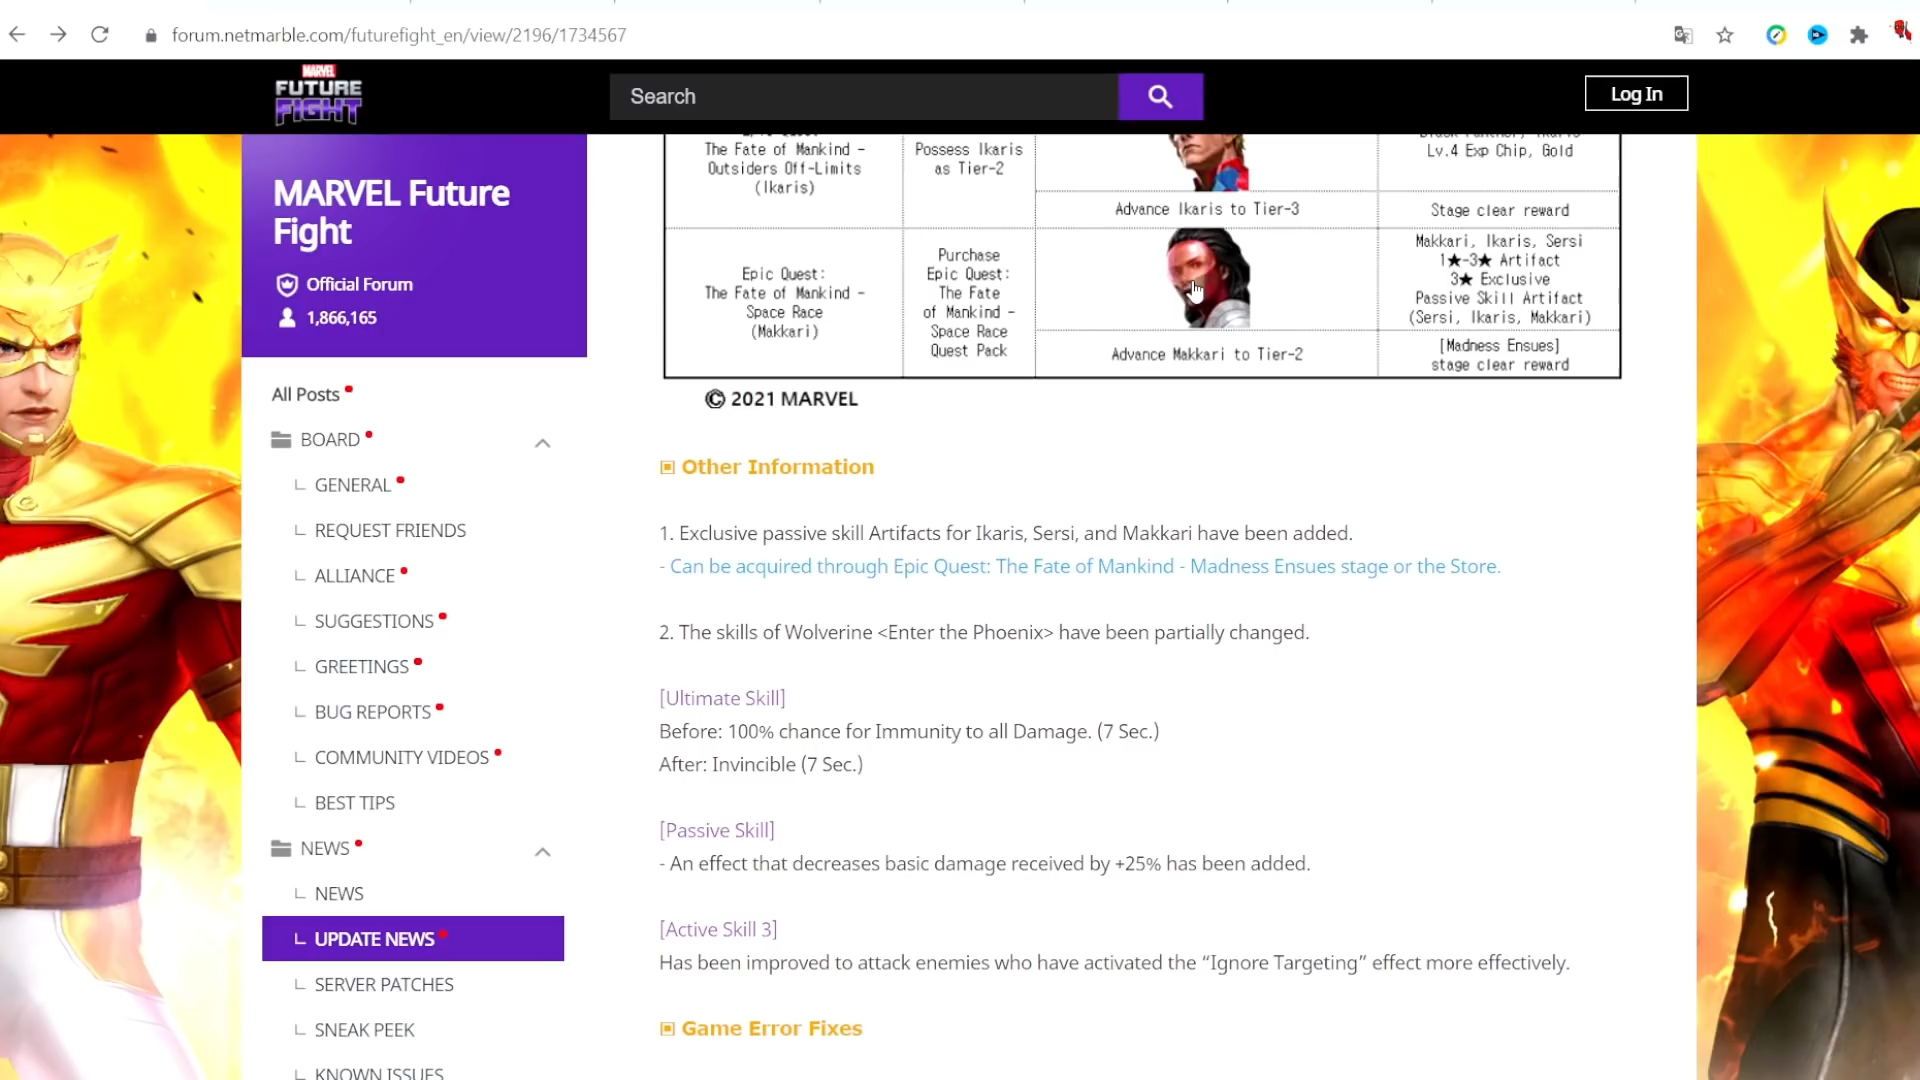 forum.netmarble.com/futurefight_en/view/2196/1734567
MARVEL
FUTURE
FIGHT
Search
Log In
MARVEL Future
Fight
Official Forum
1,866,165
All Posts
BOARD
GENERAL
REQUEST FRIENDS
ALLIANCE
SUGGESTIONS
GREETINGS
BUG REPORTS
COMMUNITY VIDEOS
BEST TIPS
NEWS
NEWS
UPDATE NEWS
SERVER PATCHES
SNEAK PEEK
KNOWN ISSUES
The Fate of Mankind -
Outsiders Off-Limits
(Ikaris)
Possess Ikaris
as Tier-2
Advance Ikaris to Tier-3
Lv.4 Exp Chip, Gold
Stage clear reward
Epic Quest:
The Fate of Mankind -
Space Race
(Makkari)
Purchase
Epic Quest:
The Fate
of Mankind -
Space Race
Quest Pack
Advance Makkari to Tier-2
Makkari, Ikaris, Sersi
1★-3★ Artifact
3★ Exclusive
Passive Skill Artifact
(Sersi, Ikaris, Makkari)
[Madness Ensues]
stage clear reward
© 2021 MARVEL
▣ Other Information
1. Exclusive passive skill Artifacts for Ikaris, Sersi, and Makkari have been added.
- Can be acquired through Epic Quest: The Fate of Mankind - Madness Ensues stage or the Store.
2. The skills of Wolverine <Enter the Phoenix> have been partially changed.
[Ultimate Skill]
Before: 100% chance for Immunity to all Damage. (7 Sec.)
After: Invincible (7 Sec.)
[Passive Skill]
- An effect that decreases basic damage received by +25% has been added.
[Active Skill 3]
Has been improved to attack enemies who have activated the “Ignore Targeting” effect more effectively.
▣ Game Error Fixes